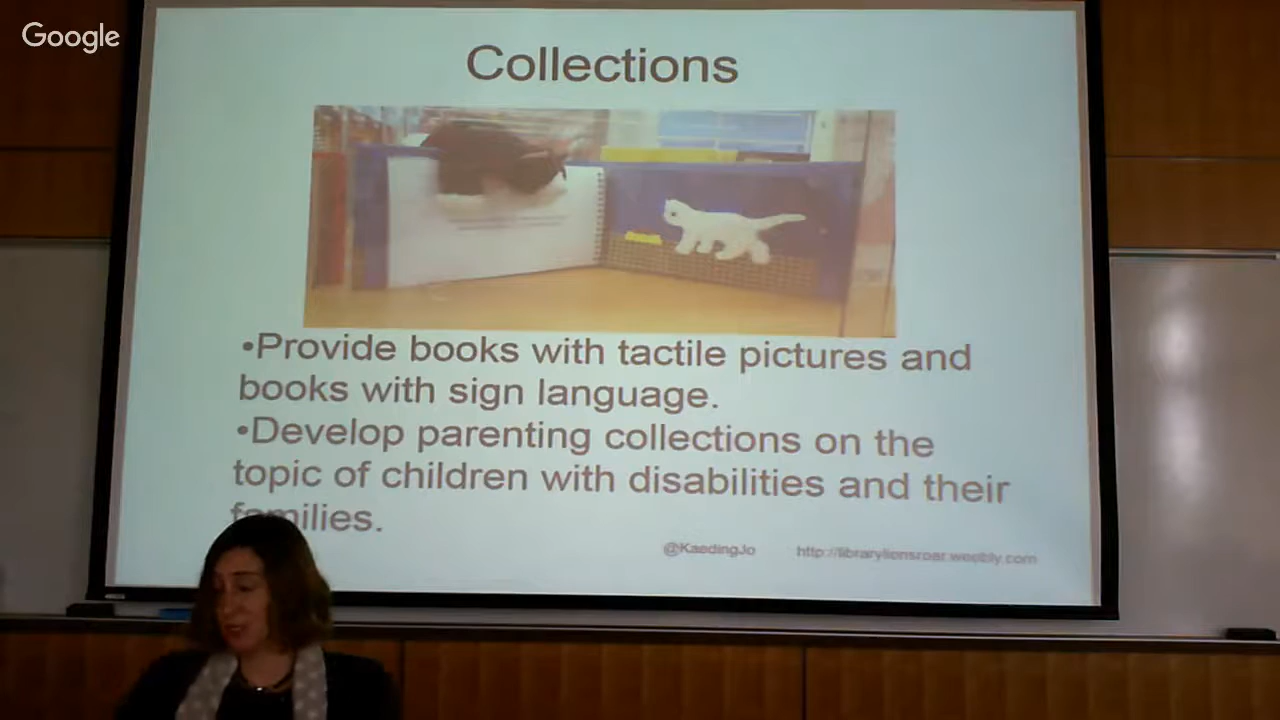 Google
Collections
•Provide books with tactile pictures and
books with sign language.
•Develop parenting collections on the
topic of children with disabilities and their
families.
@KaedingJo http://librarylionsroar.weebly.com